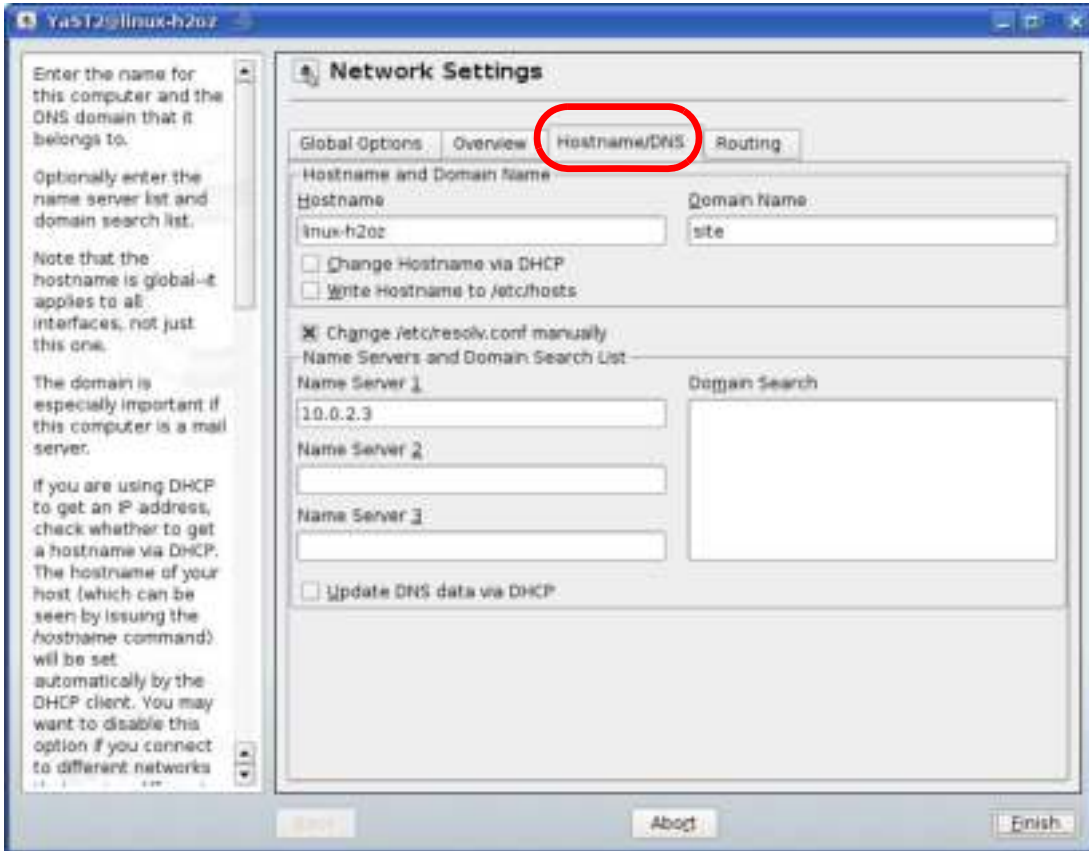 YaST2@linux-h2oz
Enter the name for
this computer and the
DNS domain that it
belongs to.
Optionally enter the
name server list and
domain search list.
Note that the
hostname is global--it
applies to all
interfaces, not just
this one.
The domain is
especially important if
this computer is a mail
server.
If you are using DHCP
to get an IP address,
check whether to get
a hostname via DHCP.
The hostname of your
host (which can be
seen by issuing the
hostname command)
will be set
automatically by the
DHCP client. You may
want to disable this
option if you connect
to different networks
Network Settings
Global Options Overview Hostname/DNS Routing
Hostname and Domain Name
Hostname Domain Name
linux-h2oz site
Change Hostname via DHCP
Write Hostname to /etc/hosts
Change /etc/resolv.conf manually
Name Servers and Domain Search List
Name Server 1 Domain Search
10.0.2.3
Name Server 2
Name Server 3
Update DNS data via DHCP
Back Abort Finish